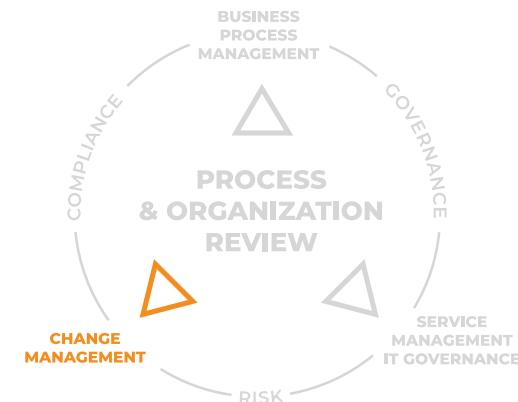 BUSINESS
PROCESS
MANAGEMENT
COMPLIANCE
GOVERNANCE
PROCESS
& ORGANIZATION
REVIEW
CHANGE
MANAGEMENT
SERVICE
MANAGEMENT
IT GOVERNANCE
RISK